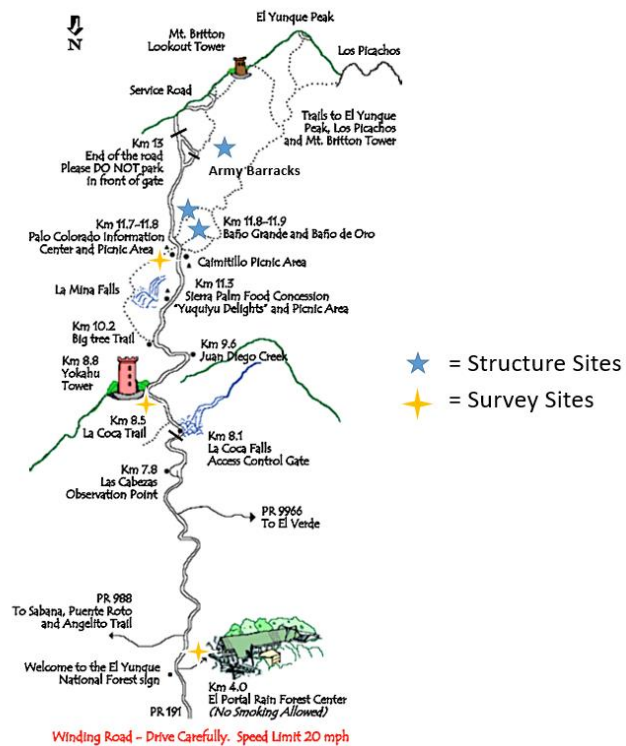 El Yunque Peak
N
Mt. Britton
Lookout Tower
Los Picachos
Service Road
Trails to El Yunque
Peak, Los Picachos
and Mt. Britton Tower
Km 13
End of the road
Please DO NOT park
in front of gate
Army Barracks
Km 11.7-11.8
Palo Colorado Information
Center and Picnic Area
Km 11.8-11.9
Baño Grande and Baño de Oro
Caimitillo Picnic Area
La Mina Falls
Km 11.3
Sierra Palm Food Concession
"Yuquiyu Delights" and Picnic Area
Km 10.2
Big tree Trail
Km 9.6
Juan Diego Creek
Km 8.8
Yokahu
Tower
= Structure Sites
= Survey Sites
Km 8.5
La Coca Trail
Km 8.1
La Coca Falls
Access Control Gate
Km 7.8
Las Cabezas
Observation Point
PR 9966
To El Verde
PR 988
To Sabana, Puente Roto
and Angelito Trail
Welcome to the El Yunque
National Forest sign
Km 4.0
El Portal Rain Forest Center
(No Smoking Allowed)
PR 191
Winding Road - Drive Carefully. Speed Limit 20 mph